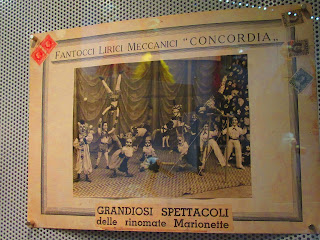 FANTOCCI LIRICI MECCANICI "CONCORDIA„
GRANDIOSI SPETTACOLI
delle rinomate Marionette